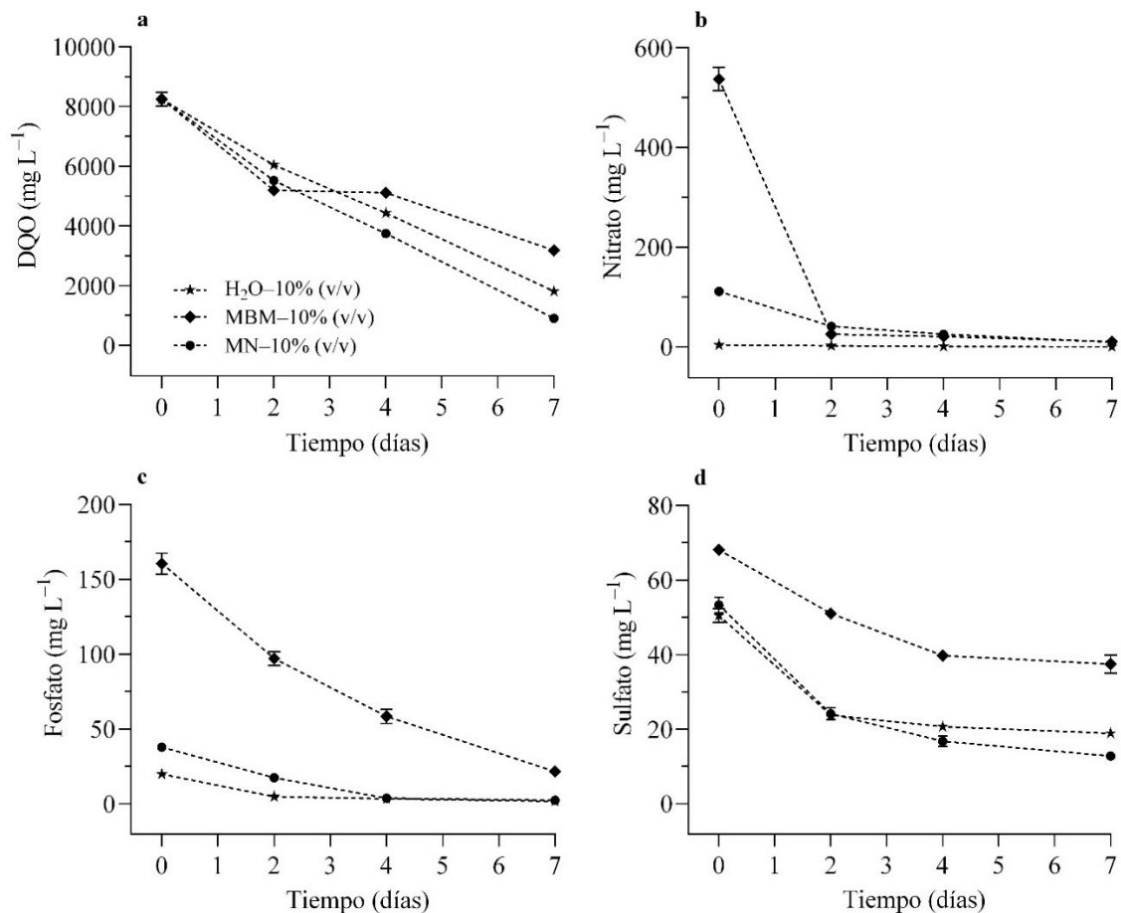 a
10000
8000
6000
4000
2000
0
DQO (mg L⁻¹)
H₂O–10% (v/v)
MBM–10% (v/v)
MN–10% (v/v)
0 1 2 3 4 5 6 7
Tiempo (días)
b
600
400
200
0
Nitrato (mg L⁻¹)
0 1 2 3 4 5 6 7
Tiempo (días)
c
200
150
100
50
0
Fosfato (mg L⁻¹)
0 1 2 3 4 5 6 7
Tiempo (días)
d
80
60
40
20
0
Sulfato (mg L⁻¹)
0 1 2 3 4 5 6 7
Tiempo (días)